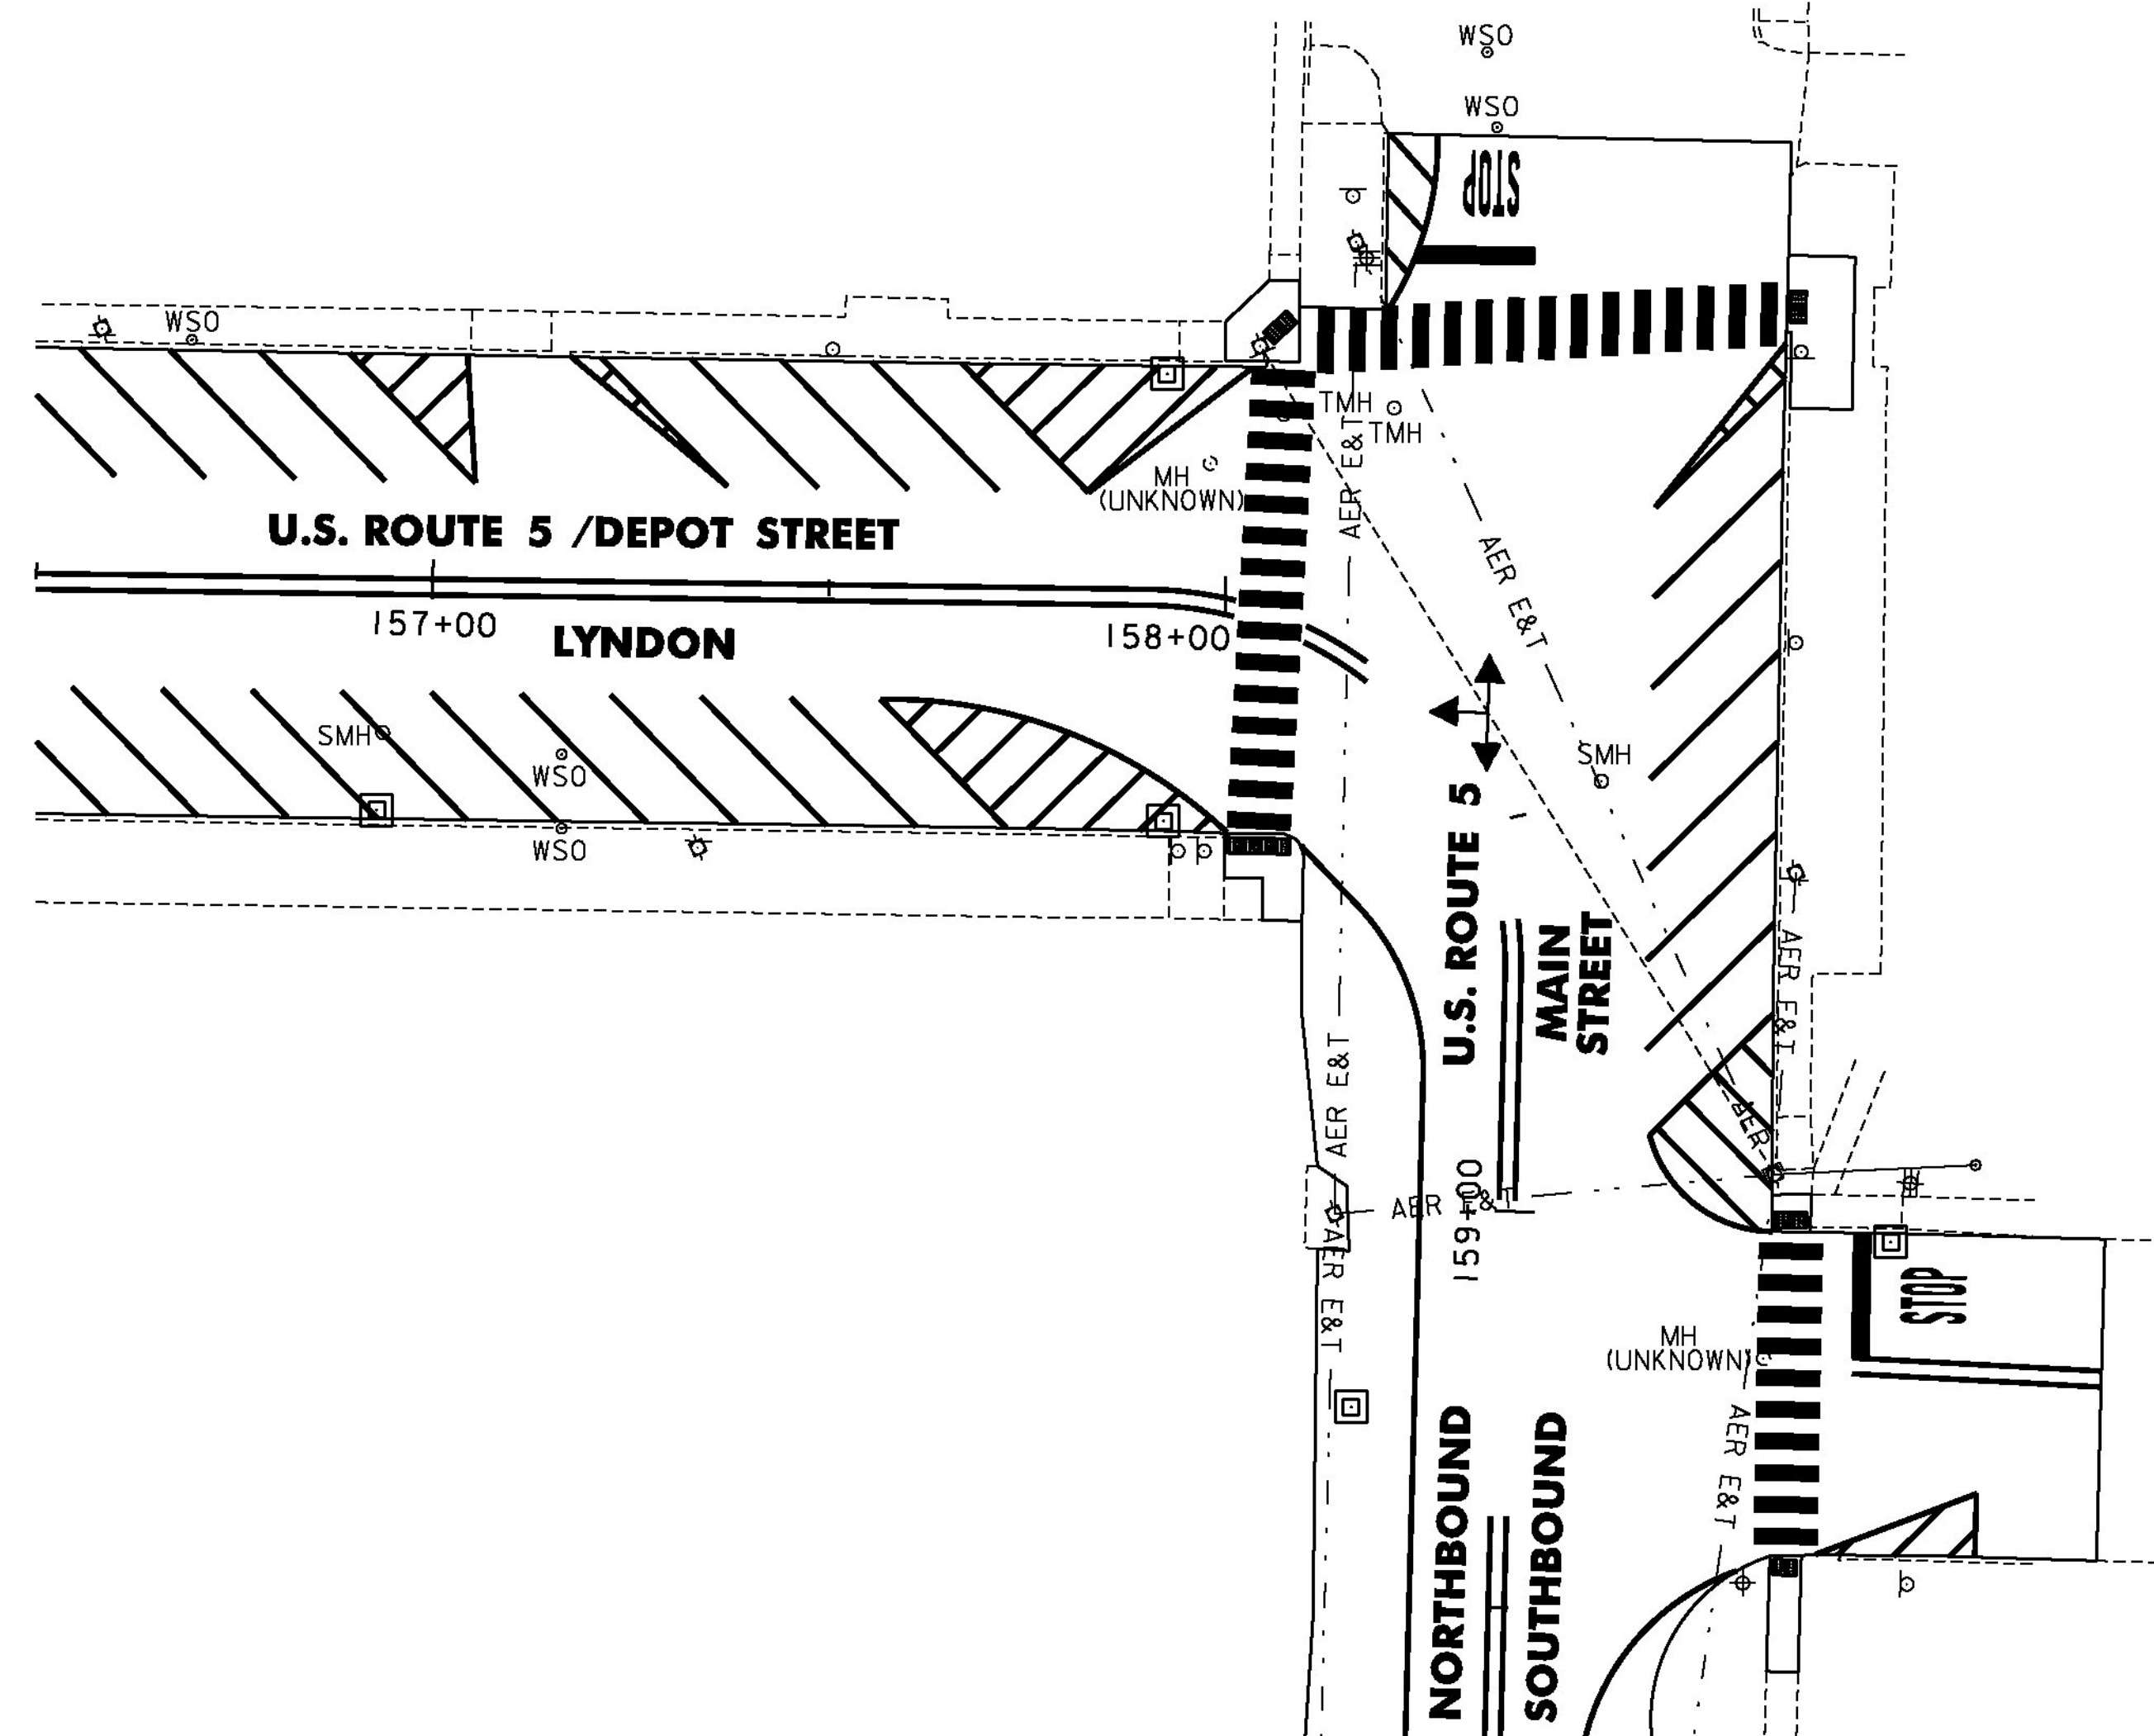 WSO
WSO
STOP
WSO
TMH
TMH
AER E&T
MH
(UNKNOWN)
U.S. ROUTE 5 /DEPOT STREET
AER E&T
157+00
LYNDON
158+00
SMH
WSO
SMH
WSO
U.S. ROUTE 5
MAIN
STREET
AER E&T
AER E&T
AER
159+00
AER E&
AER E&T
STOP
MH
(UNKNOWN)
AER E&T
NORTHBOUND
SOUTHBOUND